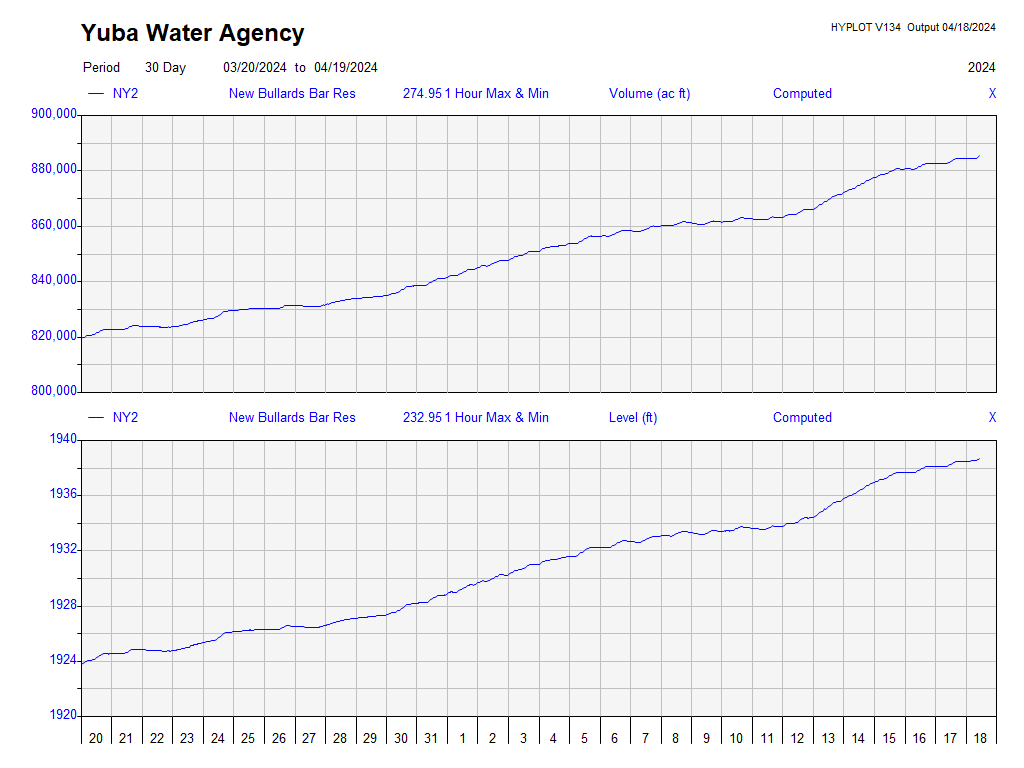 Yuba Water Agency
HYPLOT V134 Output 04/18/2024
Period 30 Day 03/20/2024 to 04/19/2024 2024
NY2 New Bullards Bar Res 274.95 1 Hour Max & Min Volume (ac ft) Computed X
900,000
880,000
860,000
840,000
820,000
800,000
NY2 New Bullards Bar Res 232.95 1 Hour Max & Min Level (ft) Computed X
1940
1936
1932
1928
1924
1920
20 21 22 23 24 25 26 27 28 29 30 31 1 2 3 4 5 6 7 8 9 10 11 12 13 14 15 16 17 18